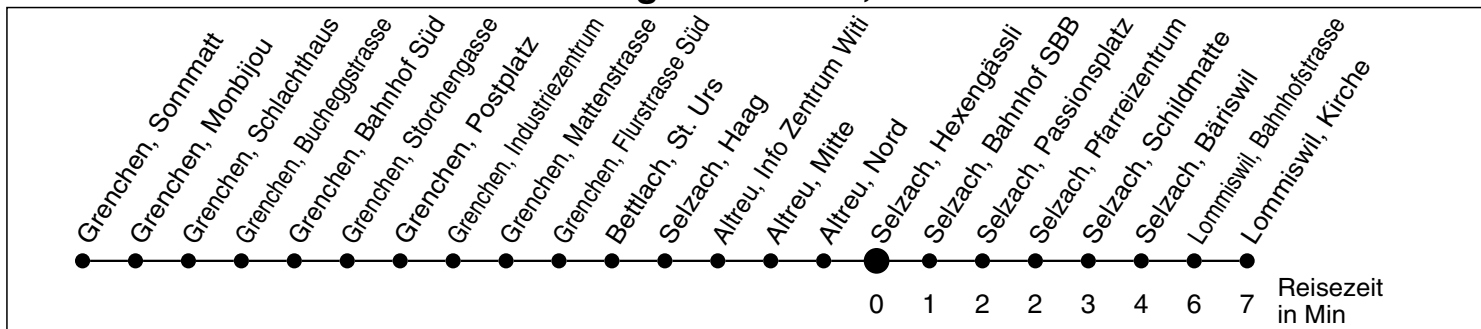 Grenchen, Sonnmatt
Grenchen, Monbijou
Grenchen, Schlachthaus
Grenchen, Bucheggstrasse
Grenchen, Bahnhof Süd
Grenchen, Storchengasse
Grenchen, Postplatz
Grenchen, Industriezentrum
Grenchen, Mattenstrasse
Grenchen, Flurstrasse Süd
Bettlach, St. Urs
Selzach, Haag
Altreu, Info Zentrum Witi
Altreu, Mitte
Altreu, Nord
Selzach, Hexengässli
Selzach, Bahnhof SBB
Selzach, Passionsplatz
Selzach, Pfarreizentrum
Selzach, Schildmatte
Selzach, Bäriswil
Lommiswil, Bahnhofstrasse
Lommiswil, Kirche
0 1 2 2 3 4 6 7 Reisezeit
in Min